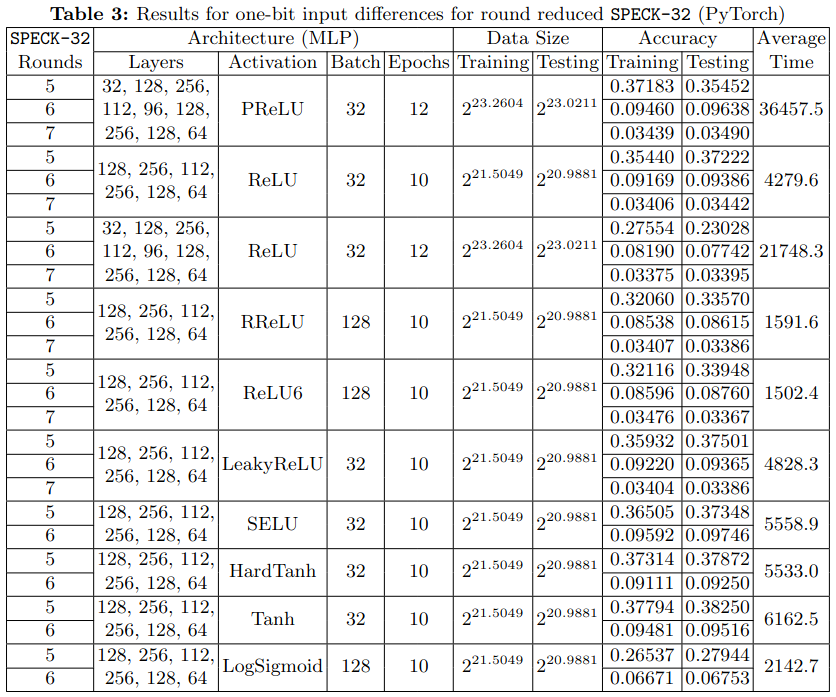 Table 3: Results for one-bit input differences for round reduced SPECK-32 (PyTorch)
SPECK-32 Architecture (MLP) Data Size Accuracy Average
Rounds Layers Activation Batch Epochs Training Testing Training Testing Time
5 32, 128, 256, 0.37183 0.35452
6 112, 96, 128, PReLU 32 12 2^23.2604 2^23.0211 0.09460 0.09638 36457.5
7 256, 128, 64 0.03439 0.03490
5 0.35440 0.37222
6 128, 256, 112, 256, 128, 64 ReLU 32 10 2^21.5049 2^20.9881 0.09169 0.09386 4279.6
7 0.03406 0.03442
5 32, 128, 256, 0.27554 0.23028
6 112, 96, 128, ReLU 32 12 2^23.2604 2^23.0211 0.08190 0.07742 21748.3
7 256, 128, 64 0.03375 0.03395
5 0.32060 0.33570
6 128, 256, 112, 256, 128, 64 RReLU 128 10 2^21.5049 2^20.9881 0.08538 0.08615 1591.6
7 0.03407 0.03386
5 0.32116 0.33948
6 128, 256, 112, 256, 128, 64 ReLU6 128 10 2^21.5049 2^20.9881 0.08596 0.08760 1502.4
7 0.03476 0.03367
5 0.35932 0.37501
6 128, 256, 112, 256, 128, 64 LeakyReLU 32 10 2^21.5049 2^20.9881 0.09220 0.09365 4828.3
7 0.03404 0.03386
5 128, 256, 112, SELU 32 10 2^21.5049 2^20.9881 0.36505 0.37348 5558.9
6 256, 128, 64 0.09592 0.09746
5 128, 256, 112, HardTanh 32 10 2^21.5049 2^20.9881 0.37314 0.37872 5533.0
6 256, 128, 64 0.09111 0.09250
5 128, 256, 112, Tanh 32 10 2^21.5049 2^20.9881 0.37794 0.38250 6162.5
6 256, 128, 64 0.09481 0.09516
5 128, 256, 112, LogSigmoid 128 10 2^21.5049 2^20.9881 0.26537 0.27944 2142.7
6 256, 128, 64 0.06671 0.06753